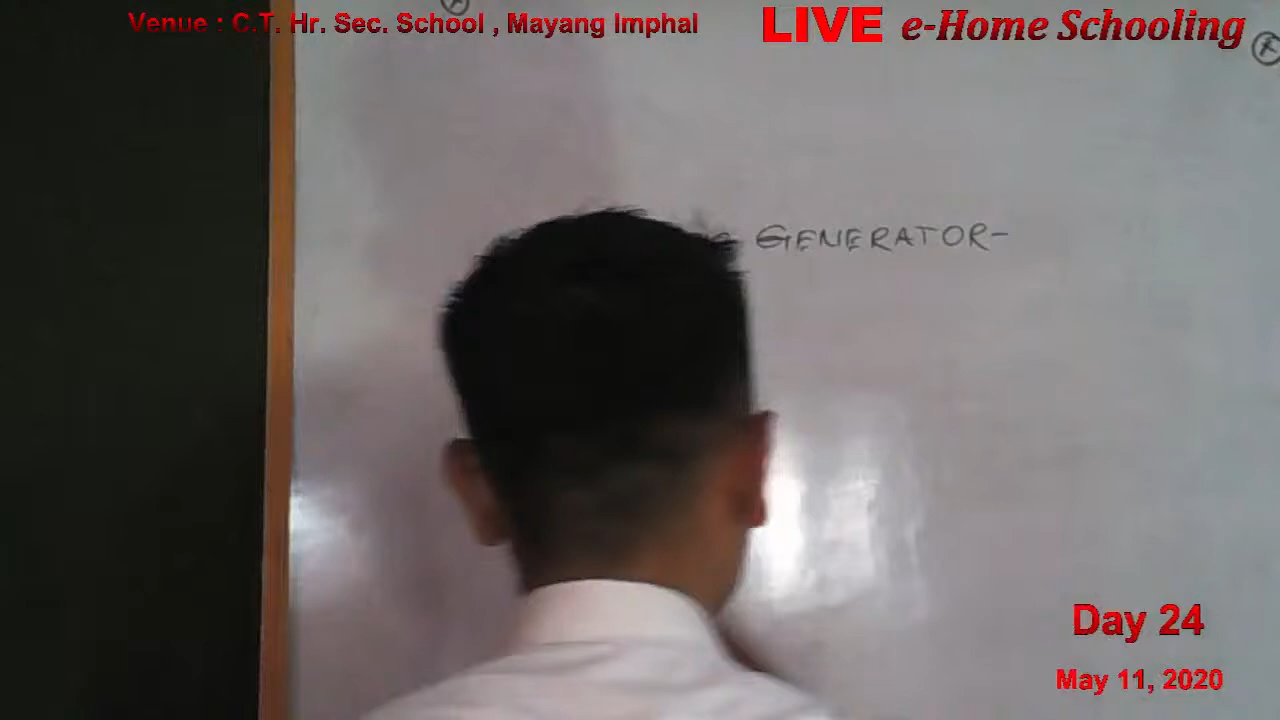 Venue : C.T. Hr. Sec. School , Mayang Imphal
LIVE e-Home Schooling
GENERATOR-
Day 24
May 11, 2020